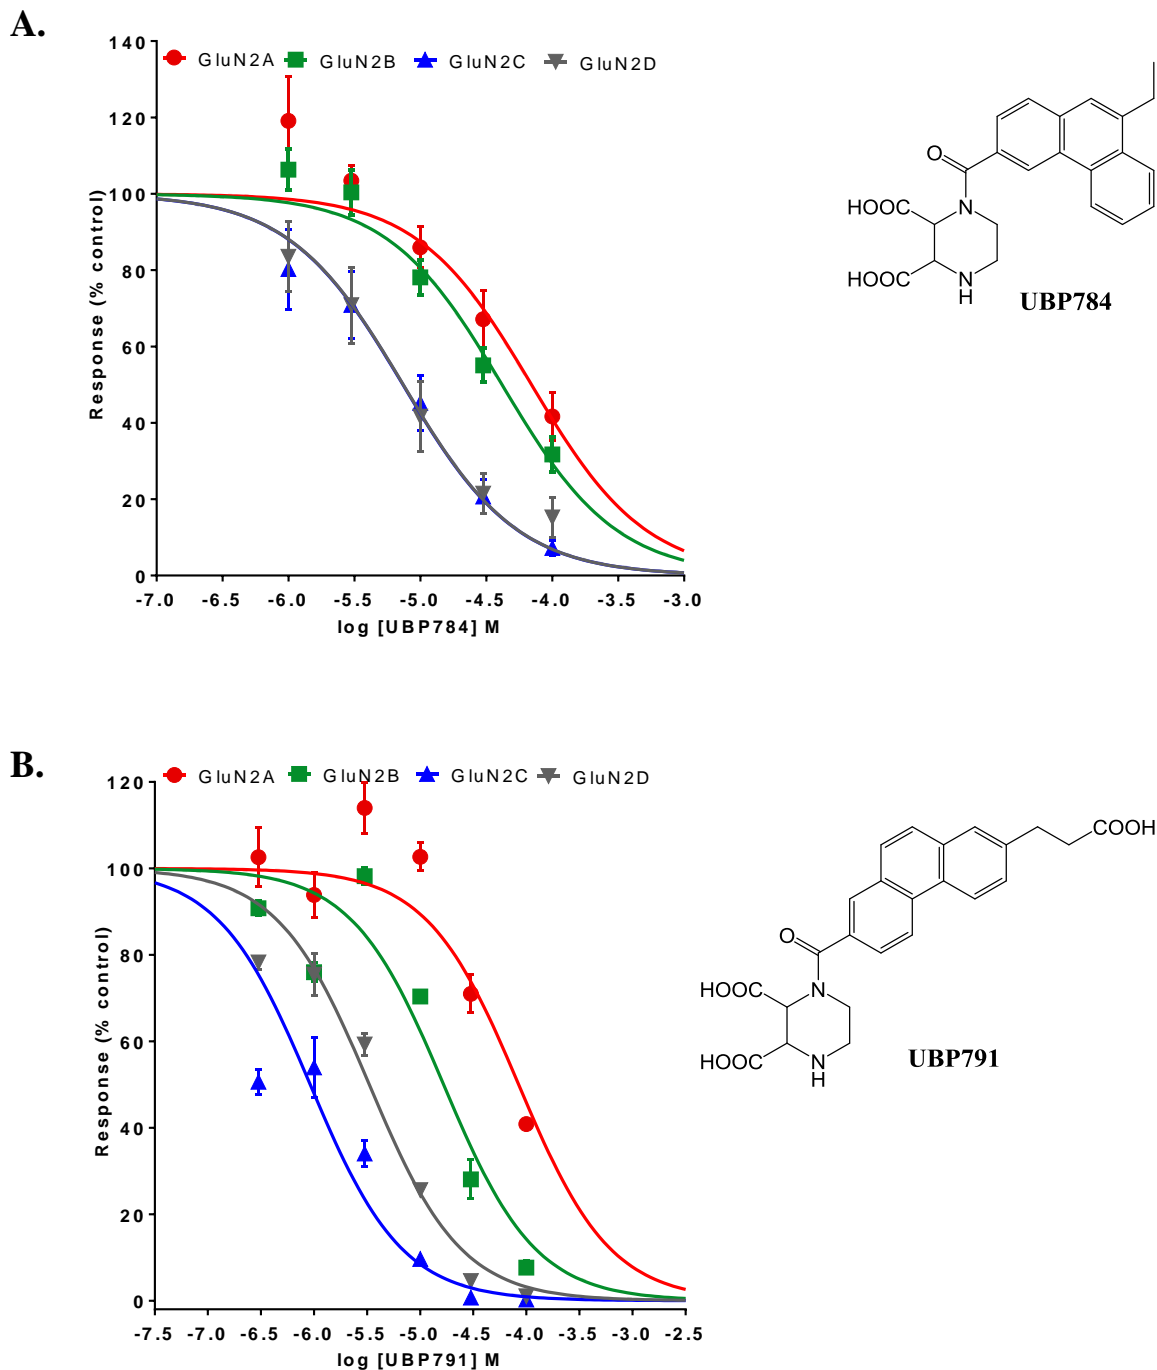 A.
GluN2A GluN2B GluN2C GluN2D
140
120
100
80
60
40
20
0
Response (% control)
-7.0 -6.5 -6.0 -5.5 -5.0 -4.5 -4.0 -3.5 -3.0
log [UBP784] M
O
HOOC
N
HOOC
N
H
UBP784
B.
GluN2A GluN2B GluN2C GluN2D
120
100
80
60
40
20
0
Response (% control)
-7.5 -7.0 -6.5 -6.0 -5.5 -5.0 -4.5 -4.0 -3.5 -3.0 -2.5
log [UBP791] M
COOH
O
HOOC
N
HOOC
N
H
UBP791